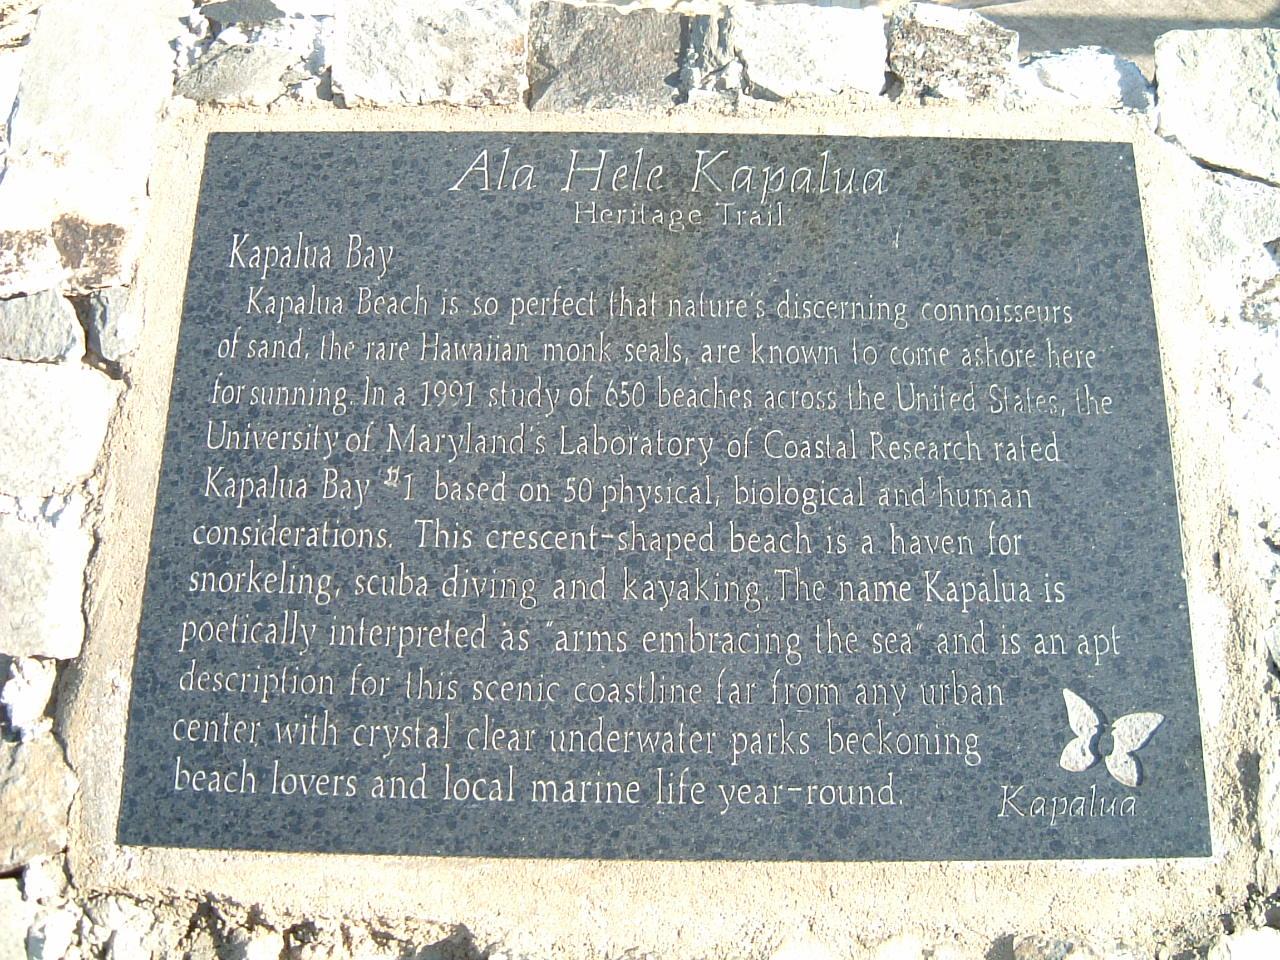 Ala Hele Kapalua
Heritage Trail
Kapalua Bay
Kapalua Beach is so perfect that nature's discerning connoisseurs
of sand, the rare Hawaiian monk seals, are known to come ashore here
for sunning. In a 1991 study of 650 beaches across the United States, the
University of Maryland's Laboratory of Coastal Research rated
Kapalua Bay #1 based on 50 physical, biological and human
considerations. This crescent-shaped beach is a haven for
snorkeling, scuba diving and kayaking. The name Kapalua is
poetically interpreted as "arms embracing the sea" and is an apt
description for this scenic coastline far from any urban
center, with crystal clear underwater parks beckoning
beach lovers and local marine life year-round.
Kapalua